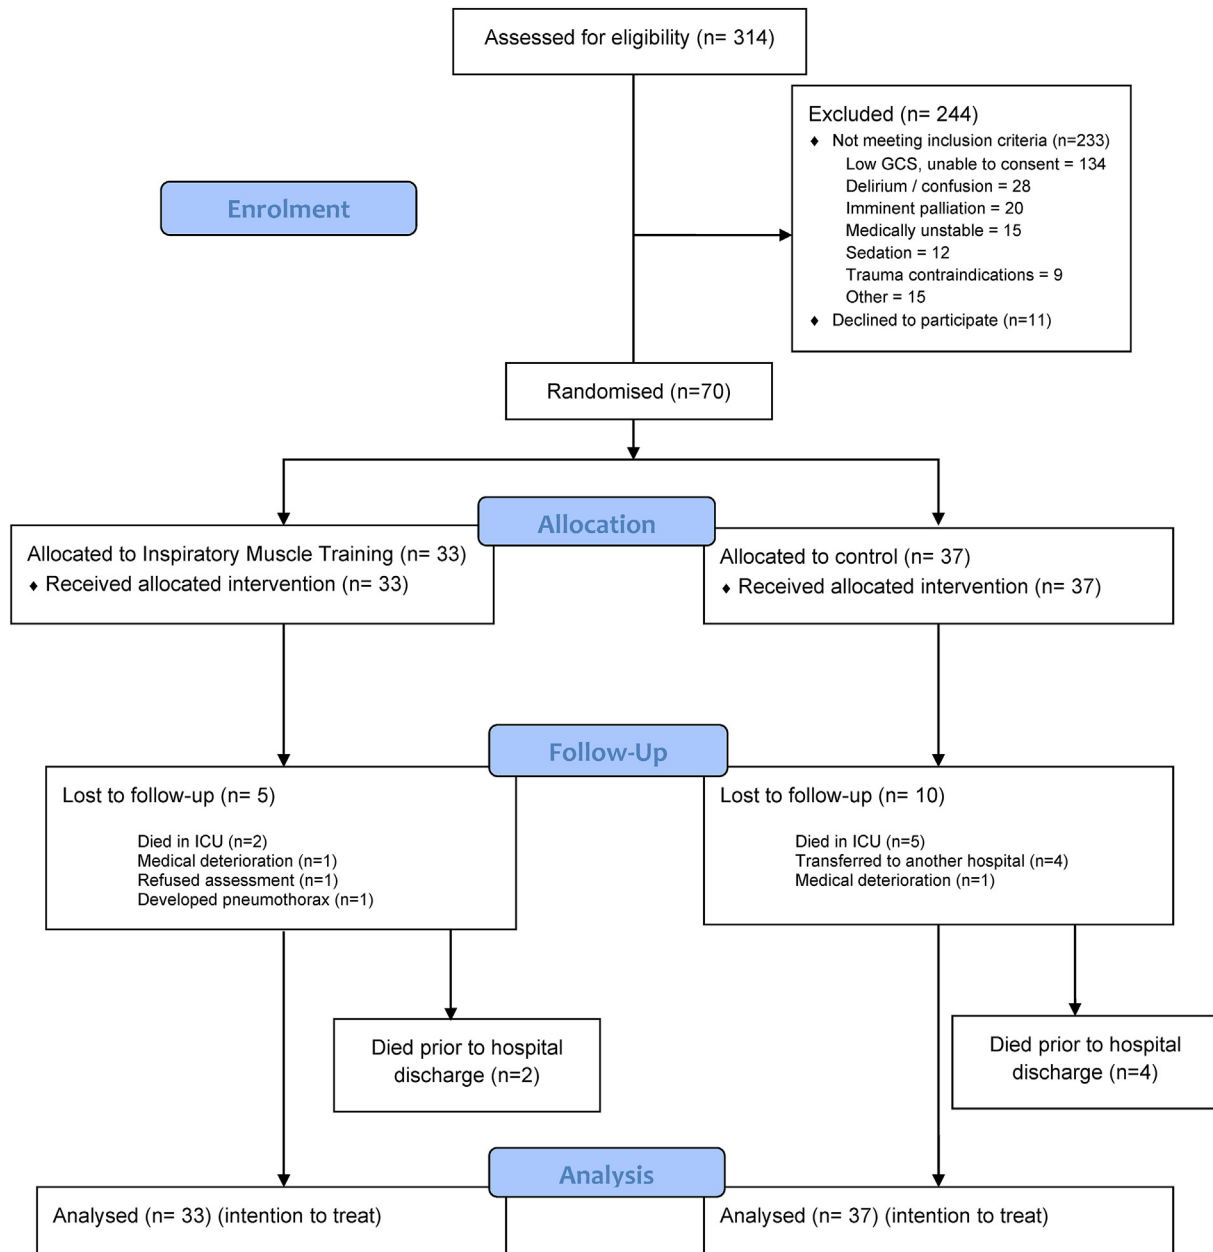 Assessed for eligibility (n= 314)
Excluded (n= 244)
♦ Not meeting inclusion criteria (n=233)
Low GCS, unable to consent = 134
Delirium / confusion = 28
Imminent palliation = 20
Medically unstable = 15
Sedation = 12
Trauma contraindications = 9
Other = 15
♦ Declined to participate (n=11)
Enrolment
Randomised (n=70)
Allocation
Allocated to Inspiratory Muscle Training (n= 33)
♦ Received allocated intervention (n= 33)
Allocated to control (n= 37)
♦ Received allocated intervention (n= 37)
Follow-Up
Lost to follow-up (n= 5)
Died in ICU (n=2)
Medical deterioration (n=1)
Refused assessment (n=1)
Developed pneumothorax (n=1)
Lost to follow-up (n= 10)
Died in ICU (n=5)
Transferred to another hospital (n=4)
Medical deterioration (n=1)
Died prior to hospital
discharge (n=2)
Died prior to hospital
discharge (n=4)
Analysis
Analysed (n= 33) (intention to treat)
Analysed (n= 37) (intention to treat)